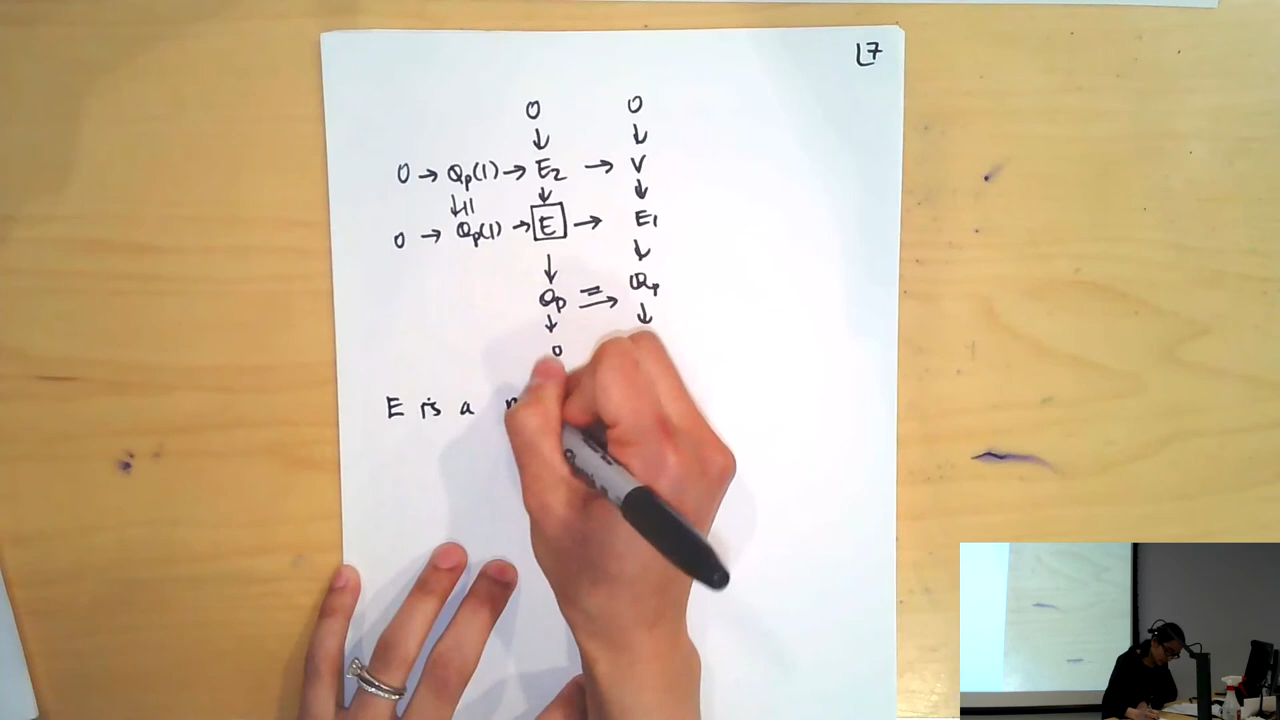 L7
0 0
↓ ↓
0 → Qp(1) → E2 → V
↓ || ↓ ↓
0 → Qp(1) → E → E1
↓ ↓
Qp ⇒ Qp
↓ ↓
0
E is a